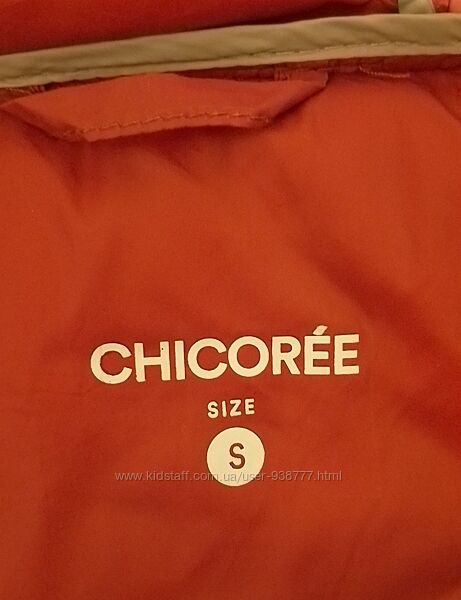 CHICORÉE
SIZE
S
www.kidstaff.com.ua/user-938777.html